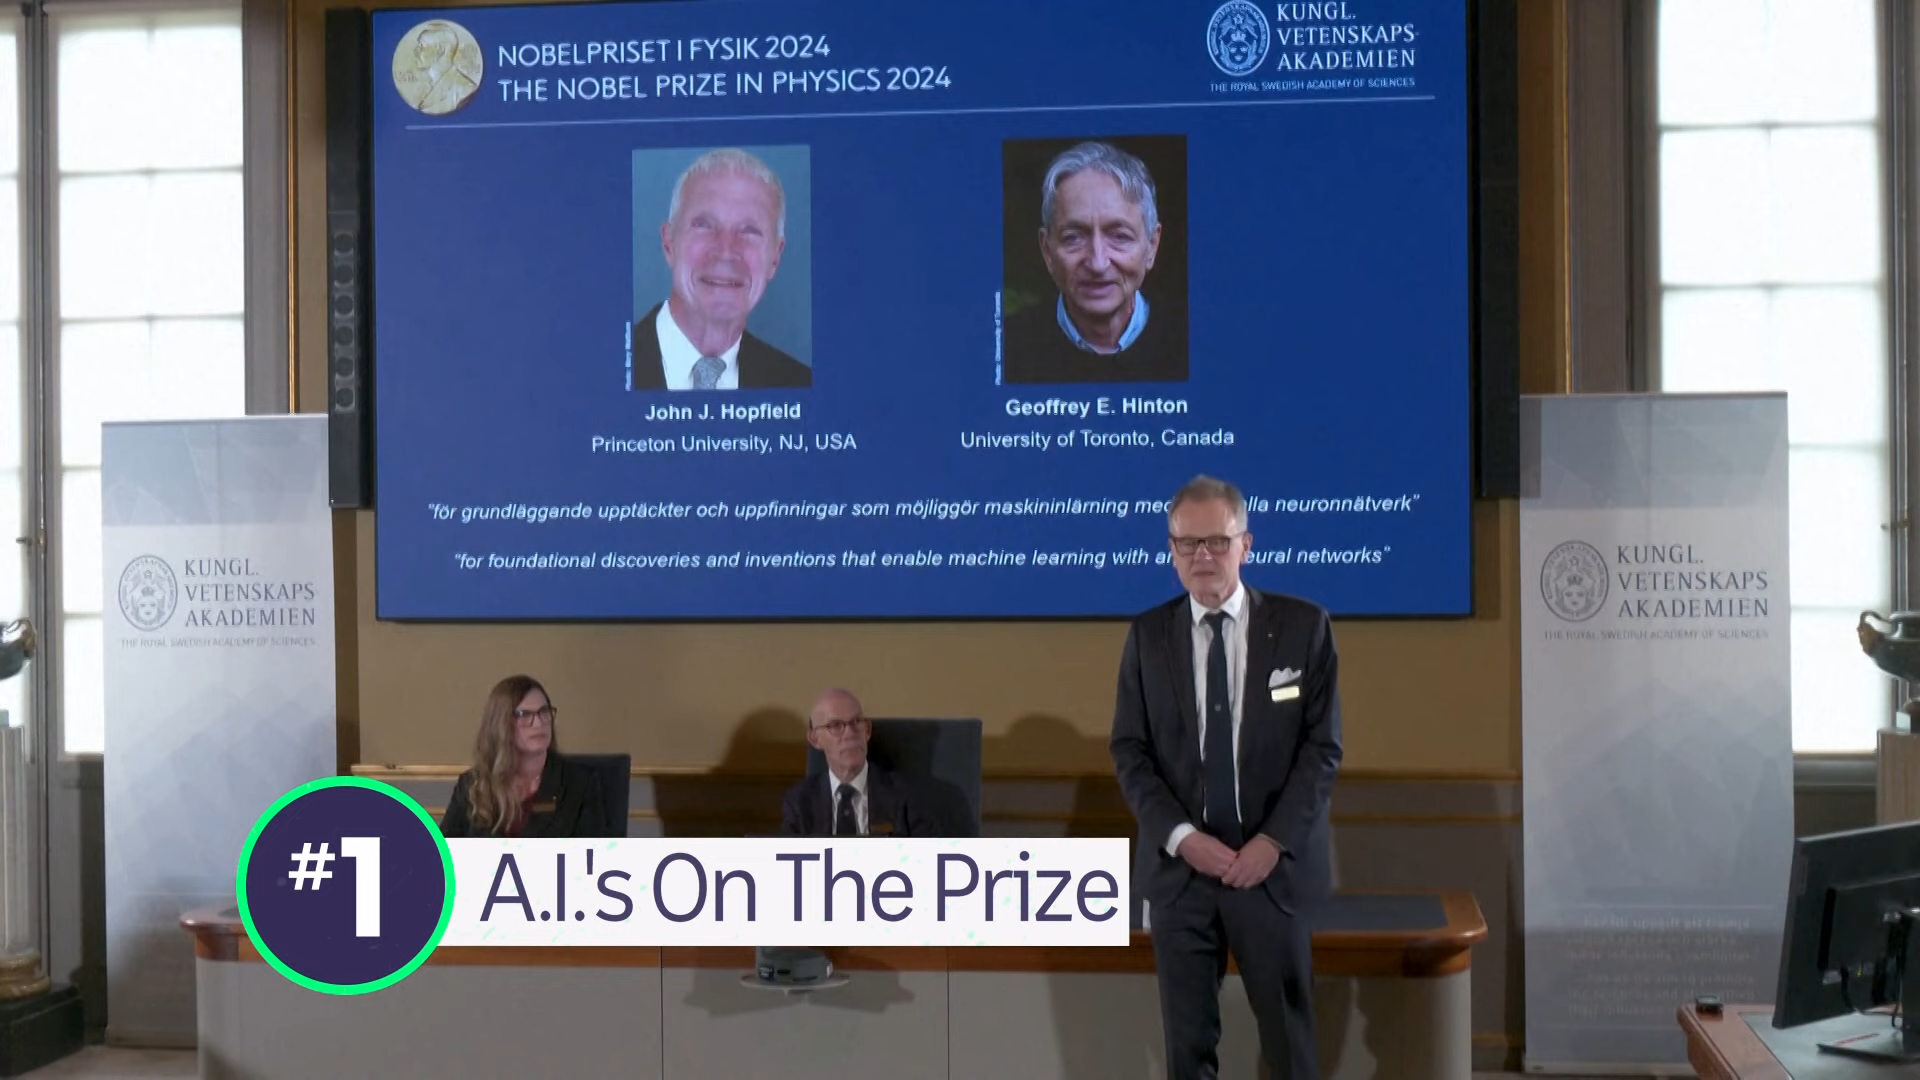 NOBELPRISET I FYSIK 2024
THE NOBEL PRIZE IN PHYSICS 2024
KUNGL.
VETENSKAPS-
AKADEMIEN
THE ROYAL SWEDISH ACADEMY OF SCIENCES
John J. Hopfield
Princeton University, NJ, USA
Geoffrey E. Hinton
University of Toronto, Canada
"för grundläggande upptäckter och uppfinningar som möjliggör maskininlärning neuronnätverk"
"for foundational discoveries and inventions that enable machine learning with networks"
KUNGL.
VETENSKAPS
AKADEMIEN
THE ROYAL SWEDISH ACADEMY OF SCIENCES
KUNGL.
VETENSKAPS
AKADEMIEN
THE ROYAL SWEDISH ACADEMY OF SCIENCES
#1
A.I.'s On The Prize